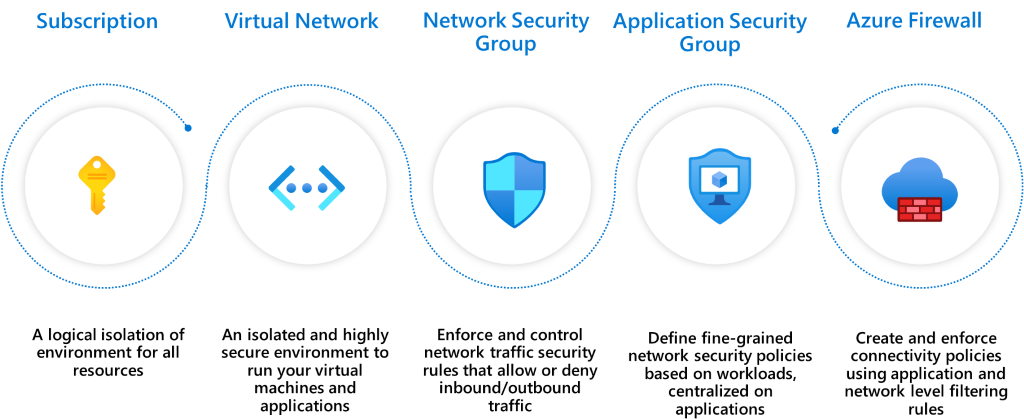 Subscription
Virtual Network
Network Security
Group
Application Security
Group
Azure Firewall
A logical isolation of
environment for all
resources
An isolated and highly
secure environment to
run your virtual
machines and
applications
Enforce and control
network traffic security
rules that allow or deny
inbound/outbound
traffic
Define fine-grained
network security policies
based on workloads,
centralized on
applications
Create and enforce
connectivity policies
using application and
network level filtering
rules